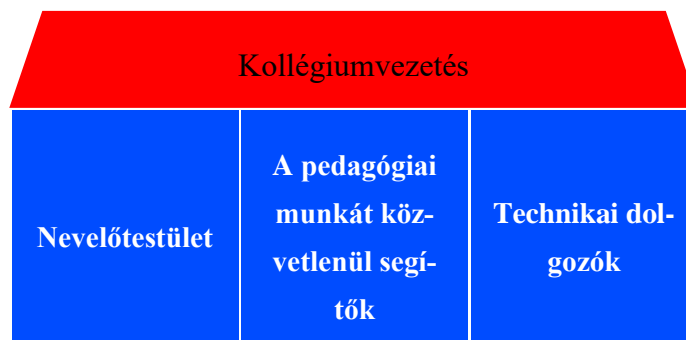 Kollégiumvezetés
Nevelőtestület
A pedagógiai
munkát köz-
vetlenül segí-
tők
Technikai dol-
gozók